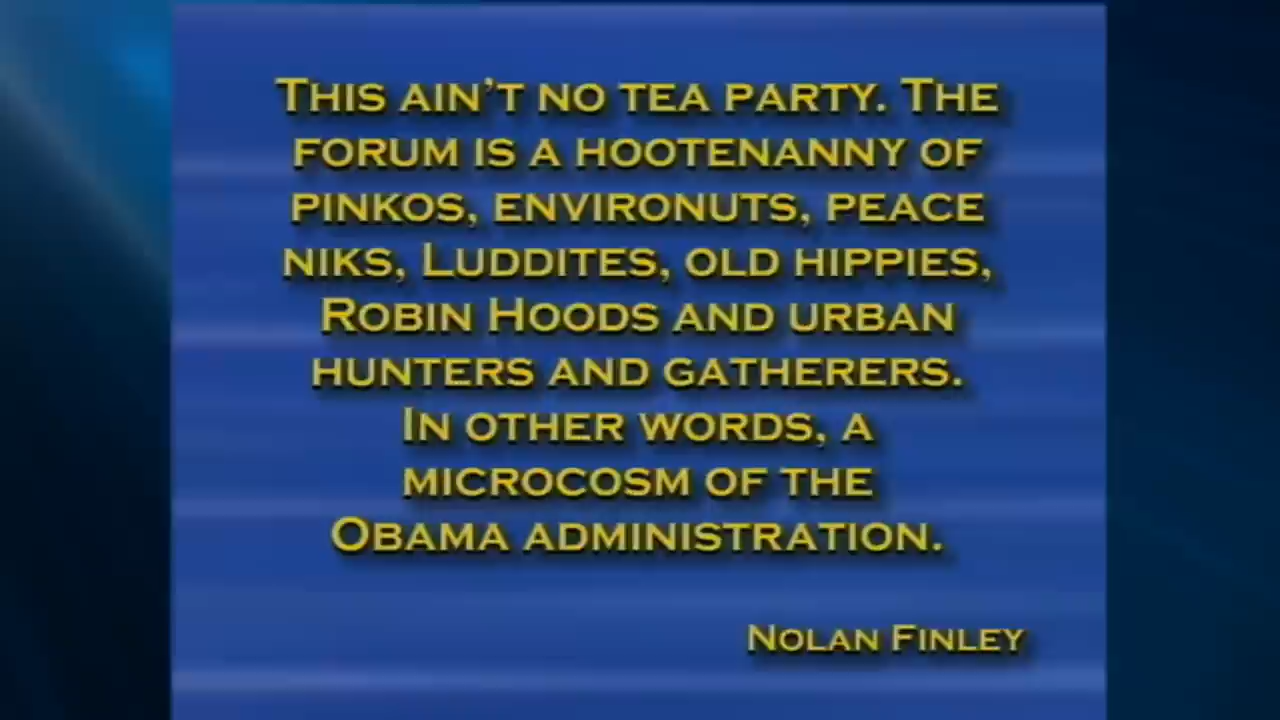 This ain't no tea party. The
forum is a hootenanny of
pinkos, environuts, peace
niks, Luddites, old hippies,
Robin Hoods and urban
hunters and gatherers.
In other words, a
microcosm of the
Obama administration.
Nolan Finley